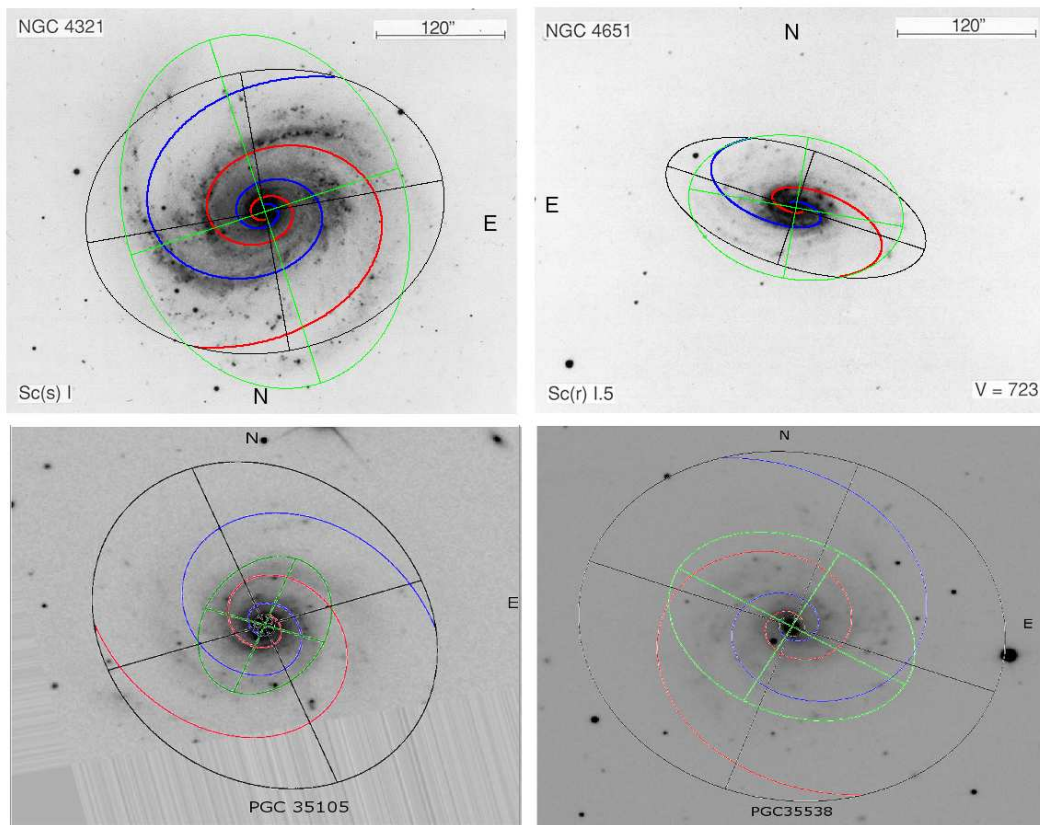 NGC 4321
120”
E
Sc(s) I
N
NGC 4651
N
120”
E
Sc(r) I.5
V = 723
N
E
PGC 35105
N
E
PGC35538